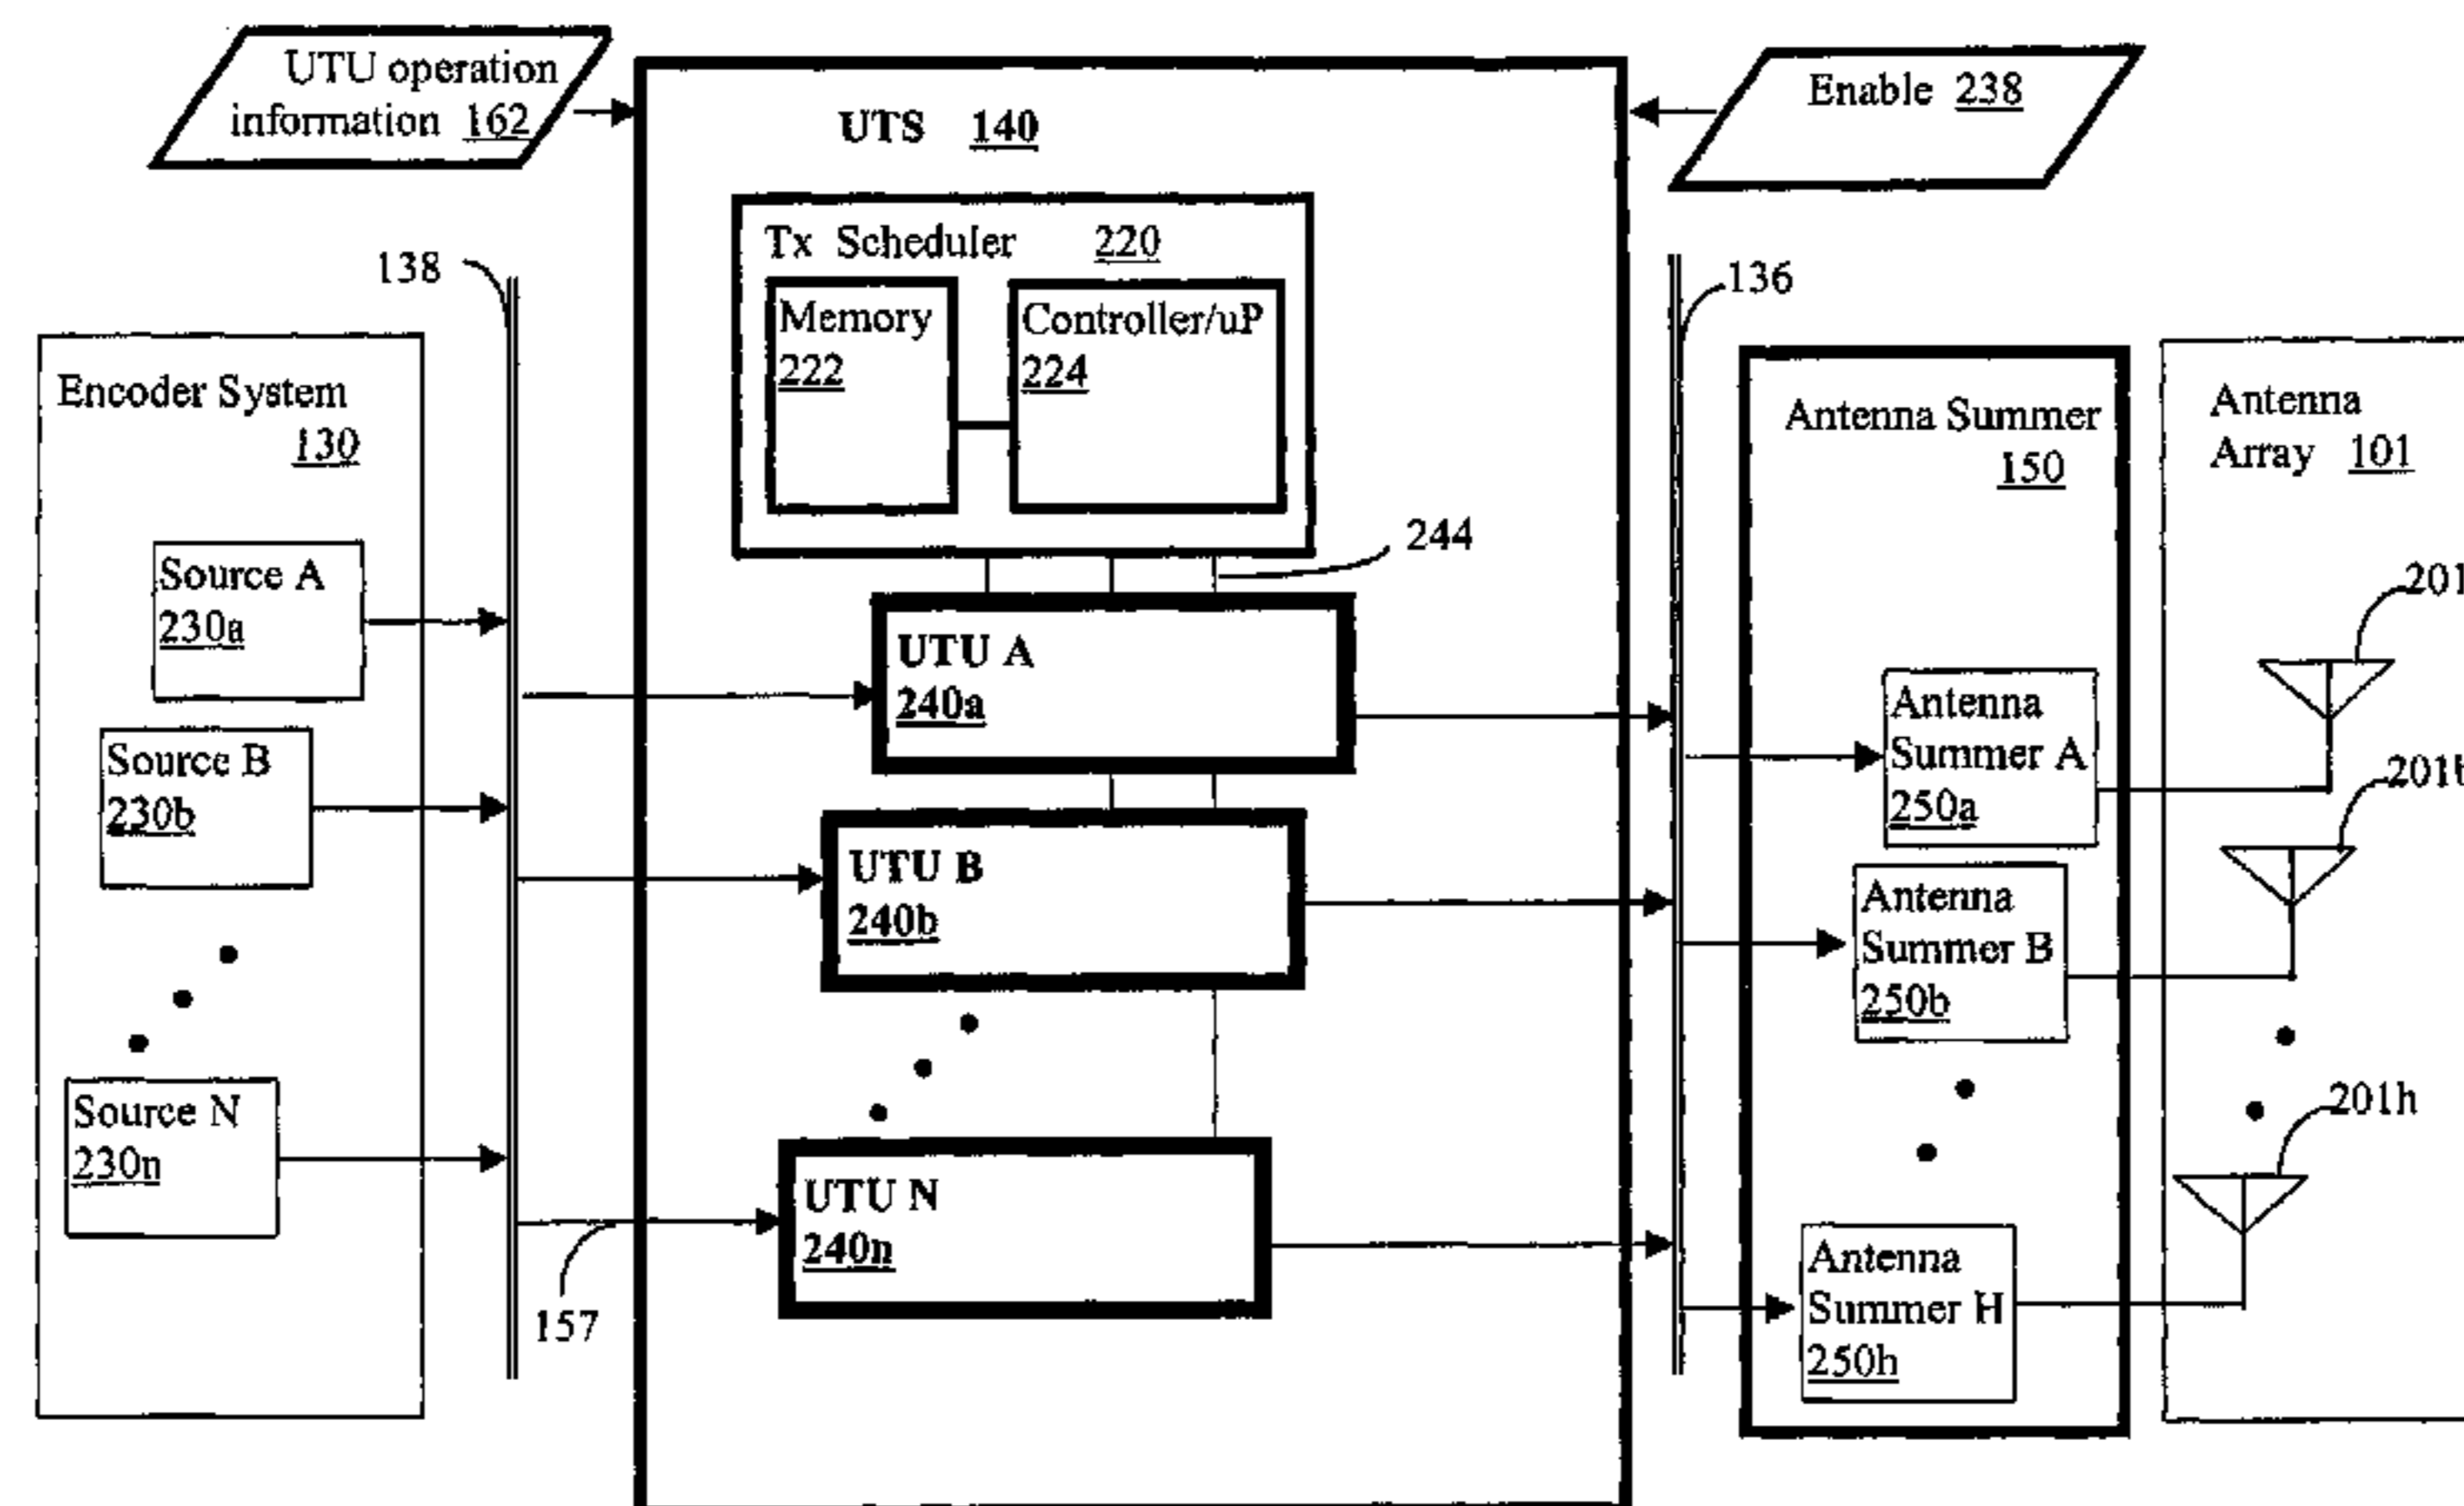 UTU operation
information 162
UTS 140
Enable 238
Tx Scheduler 220
Memory
222
Controller/uP
224
138
136
244
Encoder System
130
Source A
230a
Source B
230b
Source N
230n
157
UTU A
240a
UTU B
240b
UTU N
240n
Antenna Summer
150
Antenna
Summer A
250a
Antenna
Summer B
250b
Antenna
Summer H
250h
Antenna
Array 101
201h